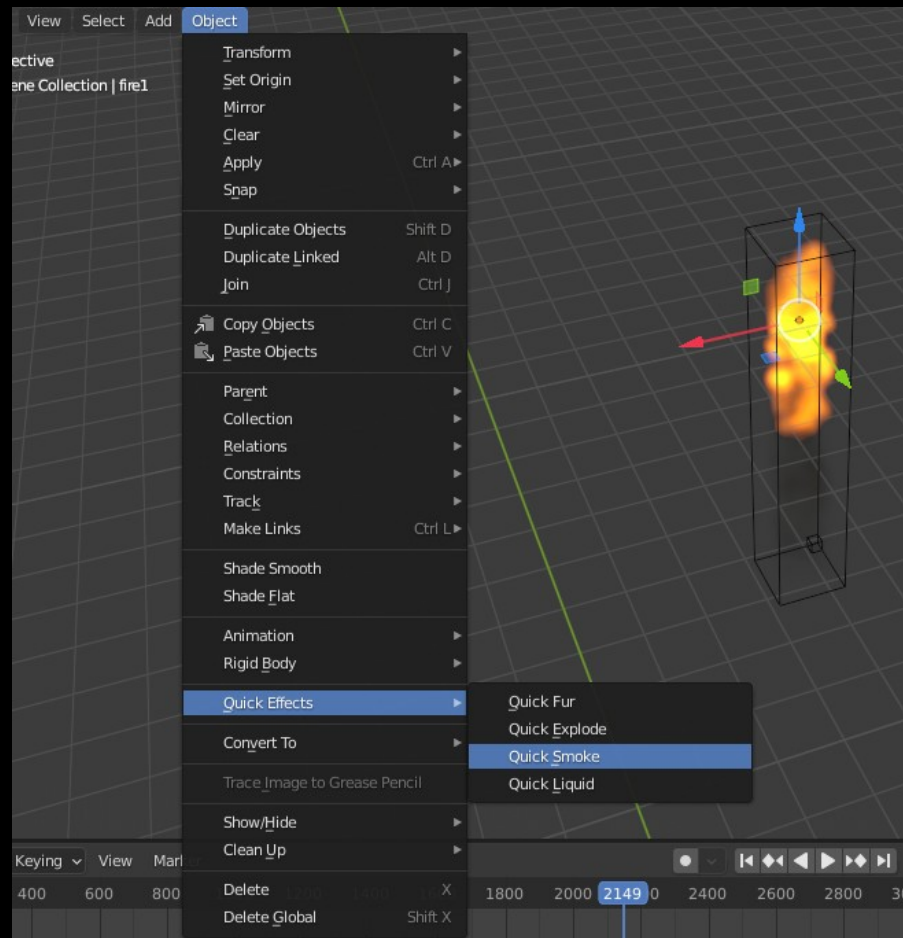 View Select Add Object
ective
ene Collection | fire1
Transform
Set Origin
Mirror
Clear
Apply Ctrl A
Snap
Duplicate Objects Shift D
Duplicate Linked Alt D
Join Ctrl J
Copy Objects Ctrl C
Paste Objects Ctrl V
Parent
Collection
Relations
Constraints
Track
Make Links Ctrl L
Shade Smooth
Shade Flat
Animation
Rigid Body
Quick Effects
Quick Fur
Quick Explode
Quick Smoke
Quick Liquid
Convert To
Trace Image to Grease Pencil
Show/Hide
Clean Up
Delete X
Delete Global Shift X
Keying View Mar
400 600 800 1800 2000 2149 0 2400 2600 2800